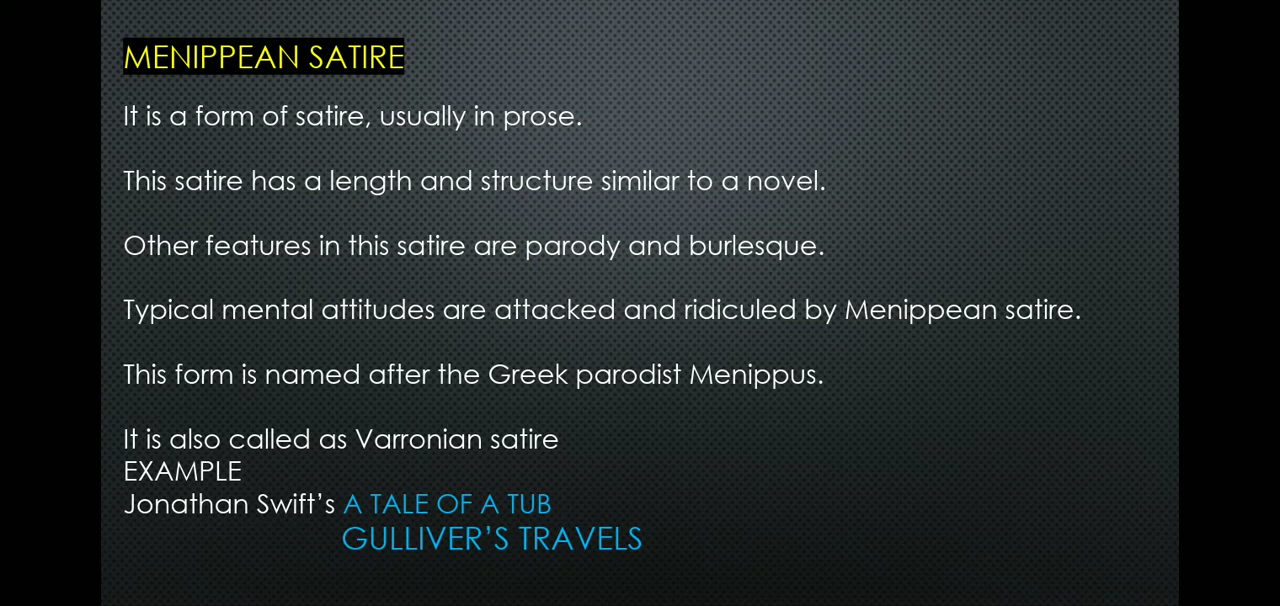 MENIPPEAN SATIRE
It is a form of satire, usually in prose.
This satire has a length and structure similar to a novel.
Other features in this satire are parody and burlesque.
Typical mental attitudes are attacked and ridiculed by Menippean satire.
This form is named after the Greek parodist Menippus.
It is also called as Varronian satire
EXAMPLE
Jonathan Swift’s A TALE OF A TUB
GULLIVER’S TRAVELS